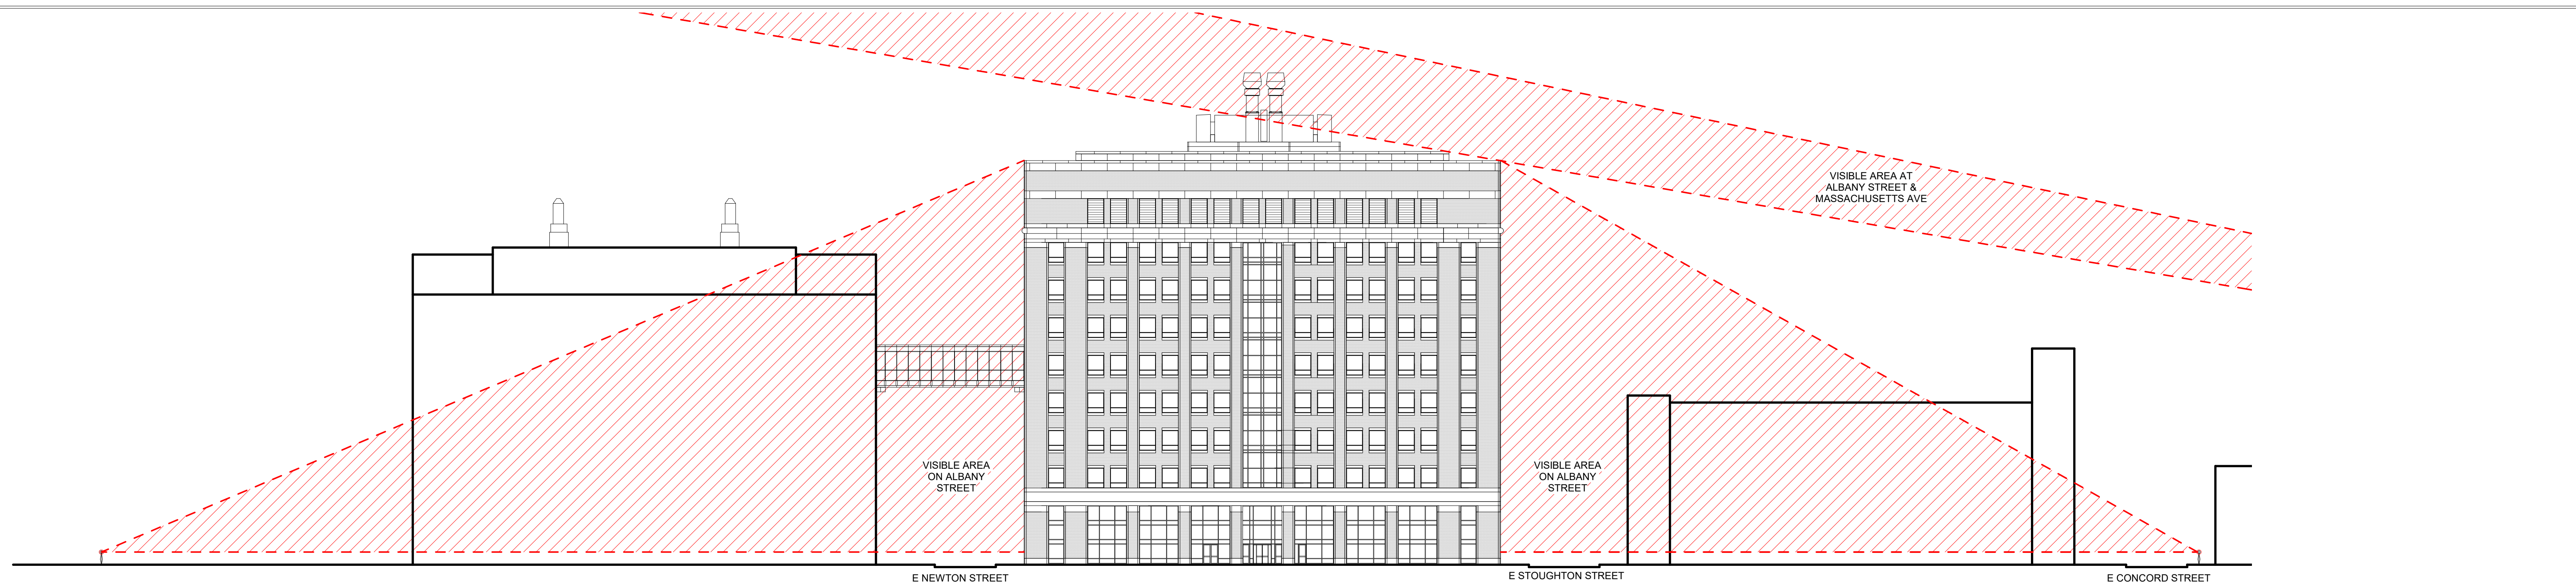 VISIBLE AREA AT
ALBANY STREET &
MASSACHUSETTS AVE
VISIBLE AREA
ON ALBANY
STREET
VISIBLE AREA
ON ALBANY
STREET
E NEWTON STREET
E STOUGHTON STREET
E CONCORD STREET